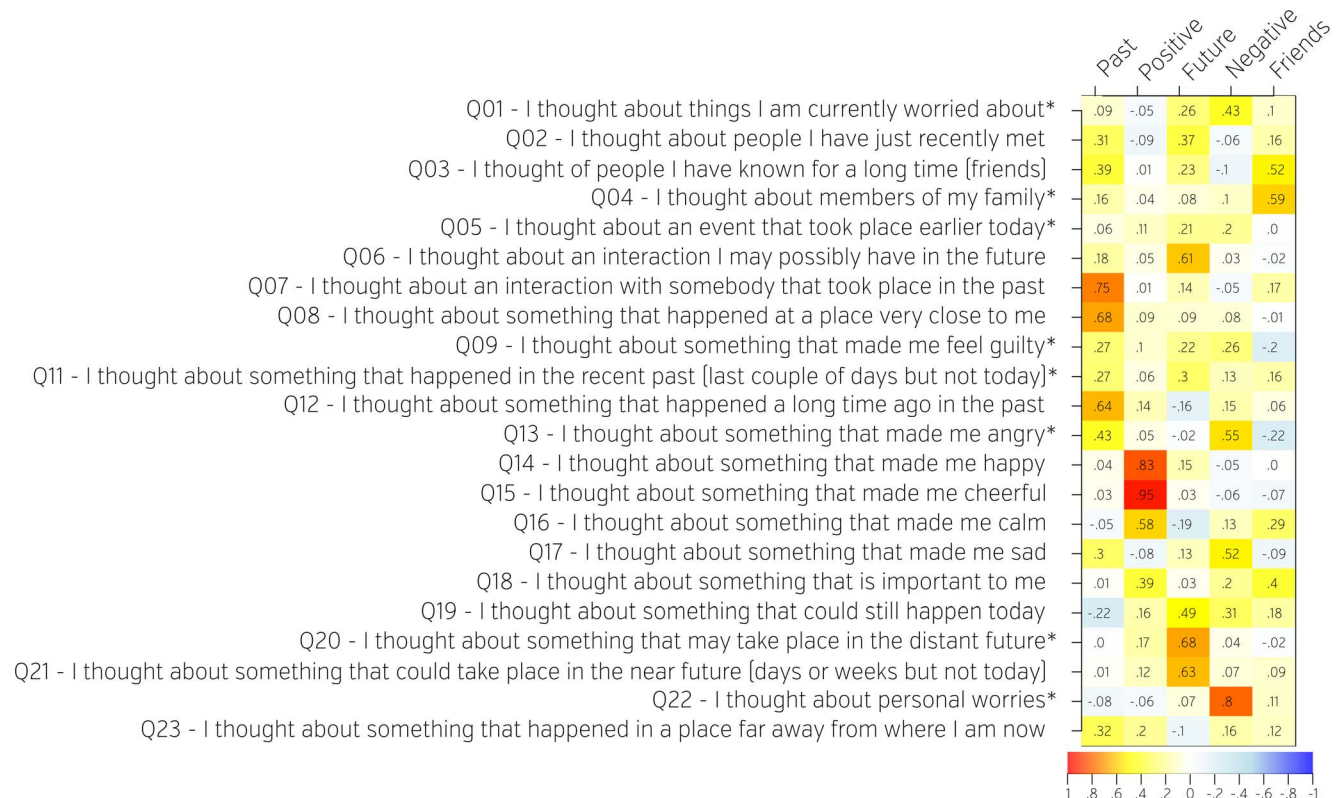 Past Positive Future Negative Friends
Q01 - I thought about things I am currently worried about* .09 -.05 .26 .43 .1
Q02 - I thought about people I have just recently met .31 -.09 .37 -.06 .16
Q03 - I thought of people I have known for a long time (friends) .39 .01 .23 -.1 .52
Q04 - I thought about members of my family* .16 .04 .08 .1 .59
Q05 - I thought about an event that took place earlier today* .06 .11 .21 .2 .0
Q06 - I thought about an interaction I may possibly have in the future .18 .05 .61 .03 -.02
Q07 - I thought about an interaction with somebody that took place in the past .75 .01 .14 -.05 .17
Q08 - I thought about something that happened at a place very close to me .68 .09 .09 .08 -.01
Q09 - I thought about something that made me feel guilty* .27 .1 .22 .26 -.2
Q11 - I thought about something that happened in the recent past (last couple of days but not today)* .27 .06 .3 .13 .16
Q12 - I thought about something that happened a long time ago in the past .64 .14 -.16 .15 .06
Q13 - I thought about something that made me angry* .43 .05 -.02 .55 -.22
Q14 - I thought about something that made me happy .04 .83 .15 -.05 .0
Q15 - I thought about something that made me cheerful .03 .95 .03 -.06 -.07
Q16 - I thought about something that made me calm -.05 .58 -.19 .13 .29
Q17 - I thought about something that made me sad .3 -.08 .13 .52 -.09
Q18 - I thought about something that is important to me .01 .39 .03 .2 .4
Q19 - I thought about something that could still happen today -.22 .16 .49 .31 .18
Q20 - I thought about something that may take place in the distant future* .0 .17 .68 .04 -.02
Q21 - I thought about something that could take place in the near future (days or weeks but not today) .01 .12 .63 .07 .09
Q22 - I thought about personal worries* -.08 -.06 .07 .8 .11
Q23 - I thought about something that happened in a place far away from where I am now .32 .2 -.1 .16 .12
1 .8 .6 .4 .2 0 -.2 -.4 -.6 -.8 -1